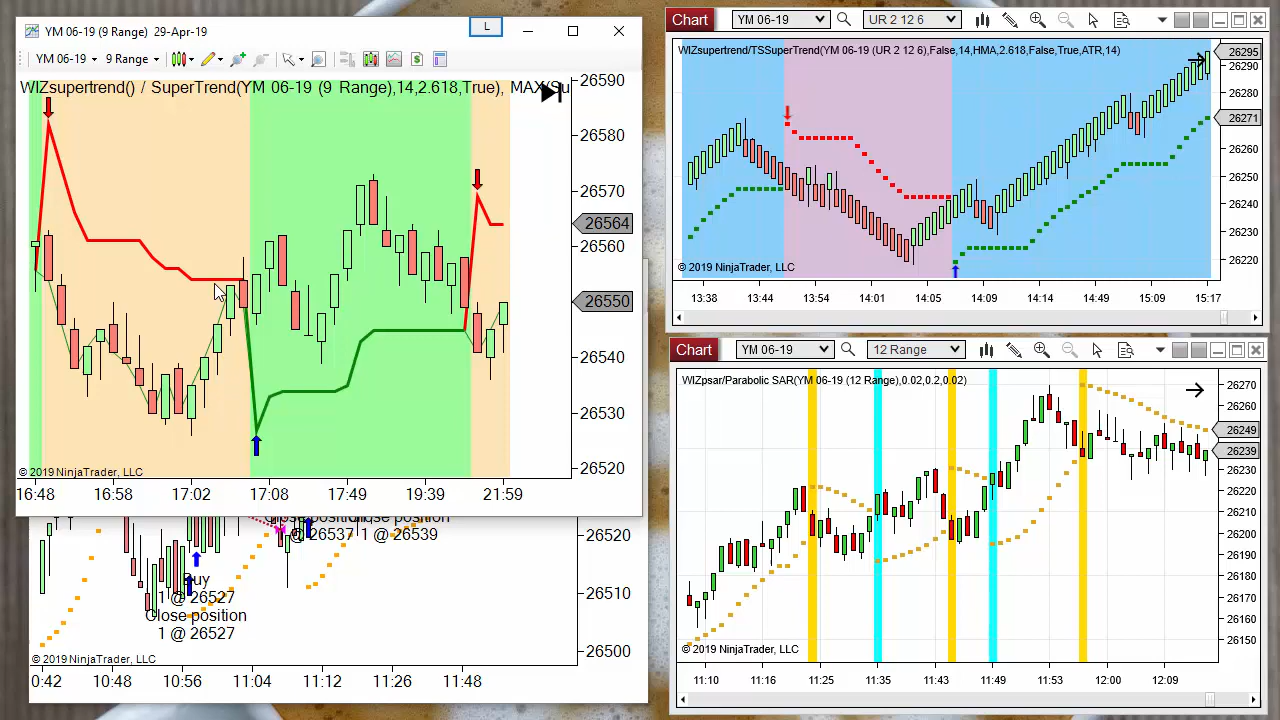 YM 06-19 (9 Range) 29-Apr-19
L
YM 06-19
9 Range
WIZsupertrend() / SuperTrend(YM 06-19 (9 Range),14,2.618,True), MAX(Su
26590
26580
26570
26564
26560
26550
26540
26530
26520
© 2019 NinjaTrader, LLC
16:48 16:58 17:02 17:08 17:49 19:39 21:59
1 @ 26537 1 @ 26539
Buy
1 @ 26527
Close position
1 @ 26527
26520
26510
26500
© 2019 NinjaTrader, LLC
0:42 10:48 10:56 11:04 11:12 11:26 11:48
Chart
YM 06-19
UR 2 12 6
WIZsupertrend/TSSuperTrend(YM 06-19 (UR 2 12 6),False,14,HMA,2.618,False,True,ATR,14)
26295
26290
26280
26271
26260
26250
26240
26230
26220
© 2019 NinjaTrader, LLC
13:38 13:44 13:54 14:01 14:05 14:09 14:14 14:49 15:09 15:17
Chart
YM 06-19
12 Range
WIZpsar/Parabolic SAR(YM 06-19 (12 Range),0.02,0.2,0.02)
26270
26260
26249
26239
26230
26220
26210
26200
26190
26180
26170
26160
26150
© 2019 NinjaTrader, LLC
11:10 11:16 11:25 11:35 11:43 11:49 11:53 12:00 12:09